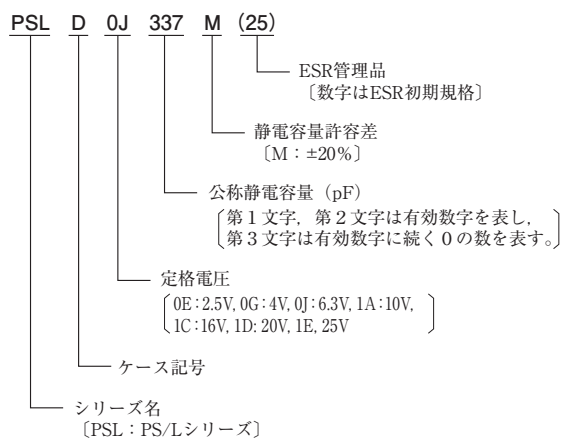 PSL D 0J 337 M (25)
ESR管理品
〔数字はESR初期規格〕
静電容量許容差
〔M：±20%〕
公称静電容量（pF）
第１文字，第２文字は有効数字を表し，
第３文字は有効数字に続く０の数を表す。
定格電圧
0E：2.5V, 0G：4V, 0J：6.3V, 1A：10V,
1C：16V, 1D: 20V, 1E, 25V
ケース記号
シリーズ名
〔PSL：PS/Lシリーズ〕